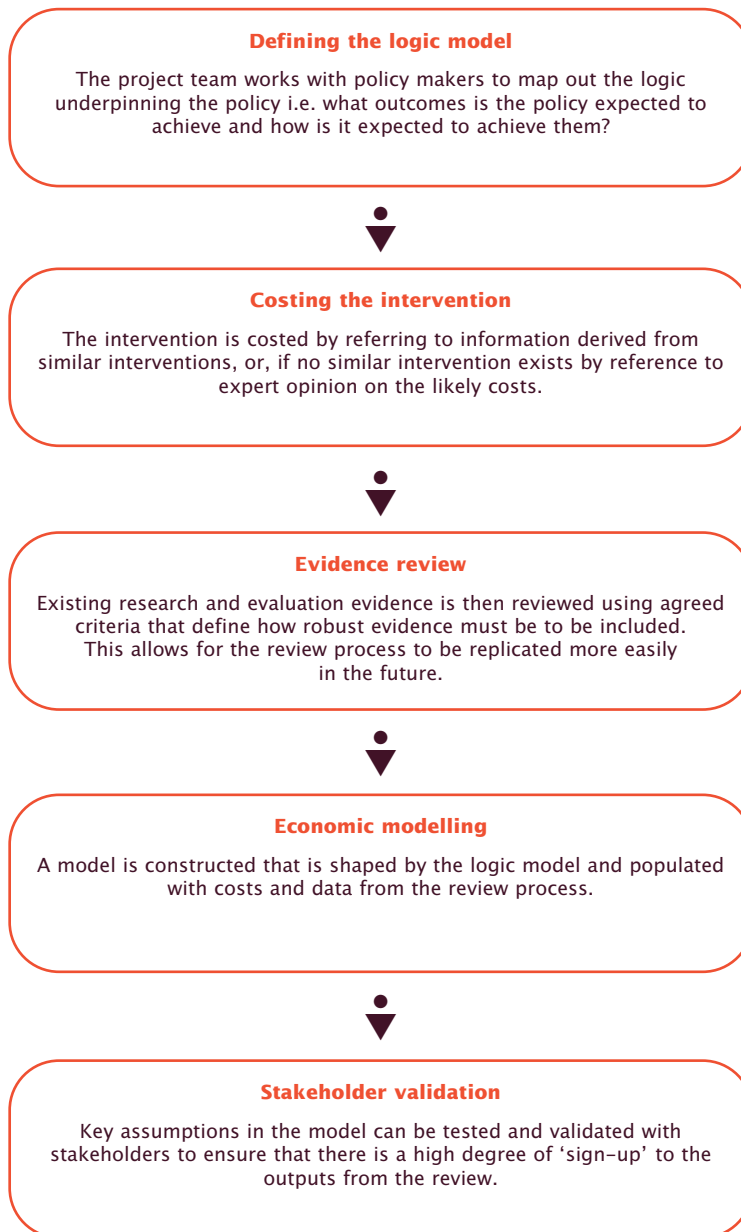 Defining the logic model
The project team works with policy makers to map out the logic
underpinning the policy i.e. what outcomes is the policy expected to
achieve and how is it expected to achieve them?
Costing the intervention
The intervention is costed by referring to information derived from
similar interventions, or, if no similar intervention exists by reference to
expert opinion on the likely costs.
Evidence review
Existing research and evaluation evidence is then reviewed using agreed
criteria that define how robust evidence must be to be included.
This allows for the review process to be replicated more easily
in the future.
Economic modelling
A model is constructed that is shaped by the logic model and populated
with costs and data from the review process.
Stakeholder validation
Key assumptions in the model can be tested and validated with
stakeholders to ensure that there is a high degree of ‘sign-up’ to the
outputs from the review.